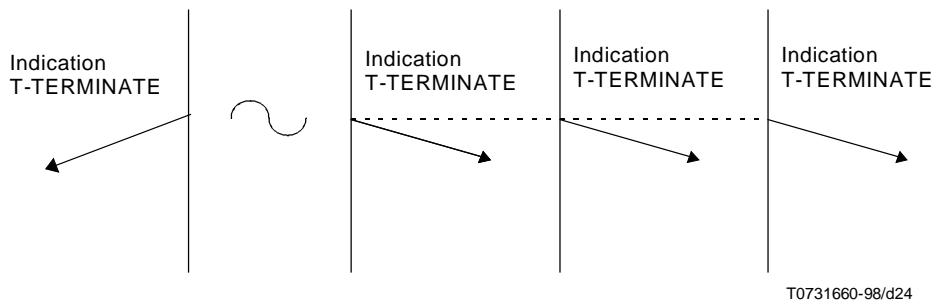 Indication
T-TERMINATE
Indication
T-TERMINATE
Indication
T-TERMINATE
Indication
T-TERMINATE
T0731660-98/d24